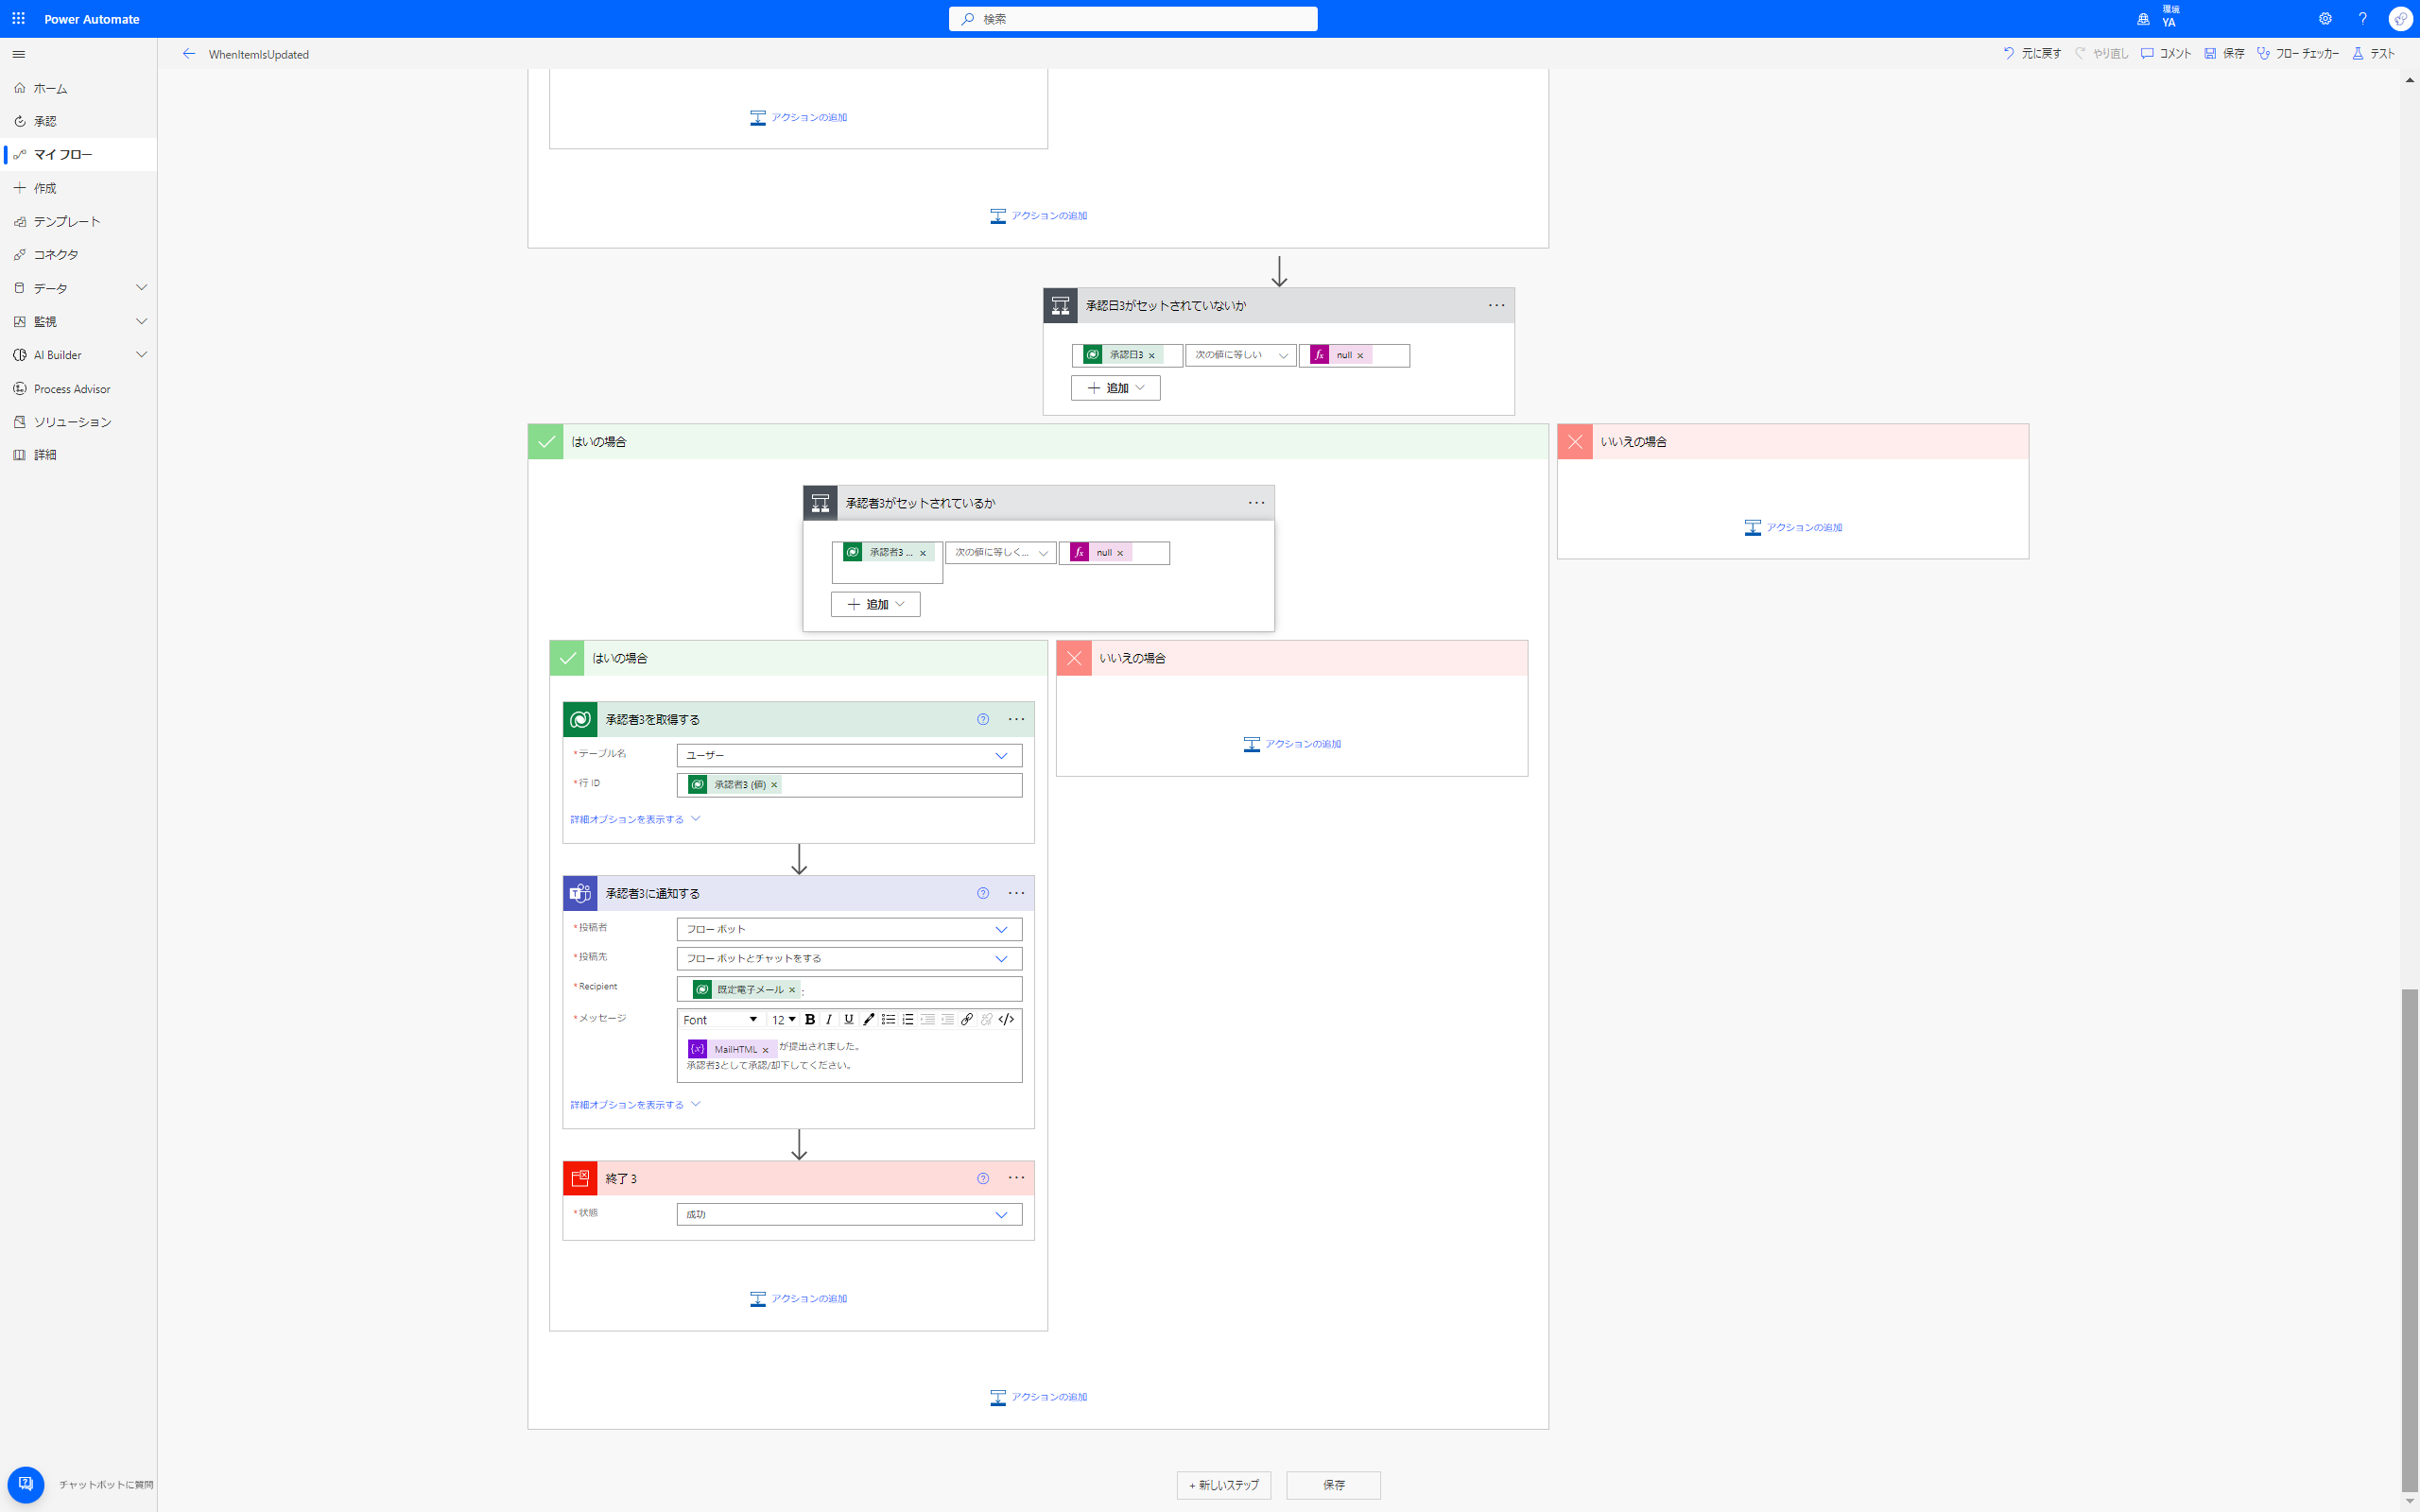 Power Automate
検索
環境
YA
WhenItemIsUpdated
元に戻す やり直し コメント 保存 フロー チェッカー テスト
ホーム
承認
マイ フロー
作成
テンプレート
コネクタ
データ
監視
AI Builder
Process Advisor
ソリューション
詳細
アクションの追加
アクションの追加
承認日3がセットされていないか
承認日3 × 次の値に等しい fx null ×
追加
はいの場合
いいえの場合
アクションの追加
承認者3がセットされているか
承認者3 ... × 次の値に等しく... fx null ×
追加
はいの場合
いいえの場合
アクションの追加
承認者3を取得する
*テーブル名 ユーザー
*行 ID 承認者3 (値) ×
詳細オプションを表示する
承認者3に通知する
*投稿者 フロー ボット
*投稿先 フロー ボットとチャットをする
*Recipient 既定電子メール × ;
*メッセージ Font 12 B I U </>
{x} MailHTML × が提出されました。
承認者3として承認/却下してください。
詳細オプションを表示する
終了 3
*状態 成功
アクションの追加
アクションの追加
+ 新しいステップ 保存
チャットボットに質問